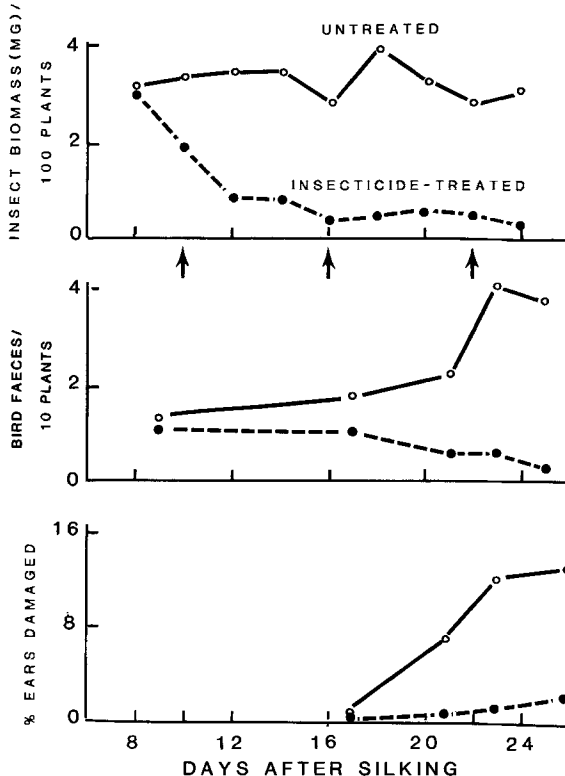 INSECT BIOMASS(MG)/
100 PLANTS
4
2
0
UNTREATED
INSECTICIDE-TREATED
BIRD FAECES/
10 PLANTS
4
2
0
% EARS DAMAGED
16
8
0
8 12 16 20 24
DAYS AFTER SILKING